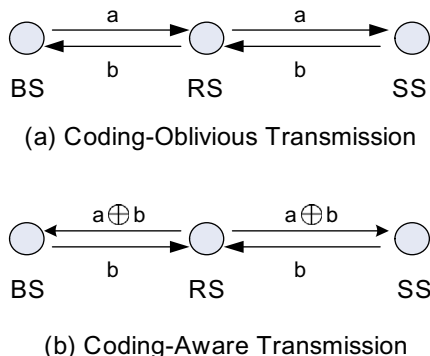 a a
b b
BS RS SS
(a) Coding-Oblivious Transmission
a⊕b a⊕b
b b
BS RS SS
(b) Coding-Aware Transmission